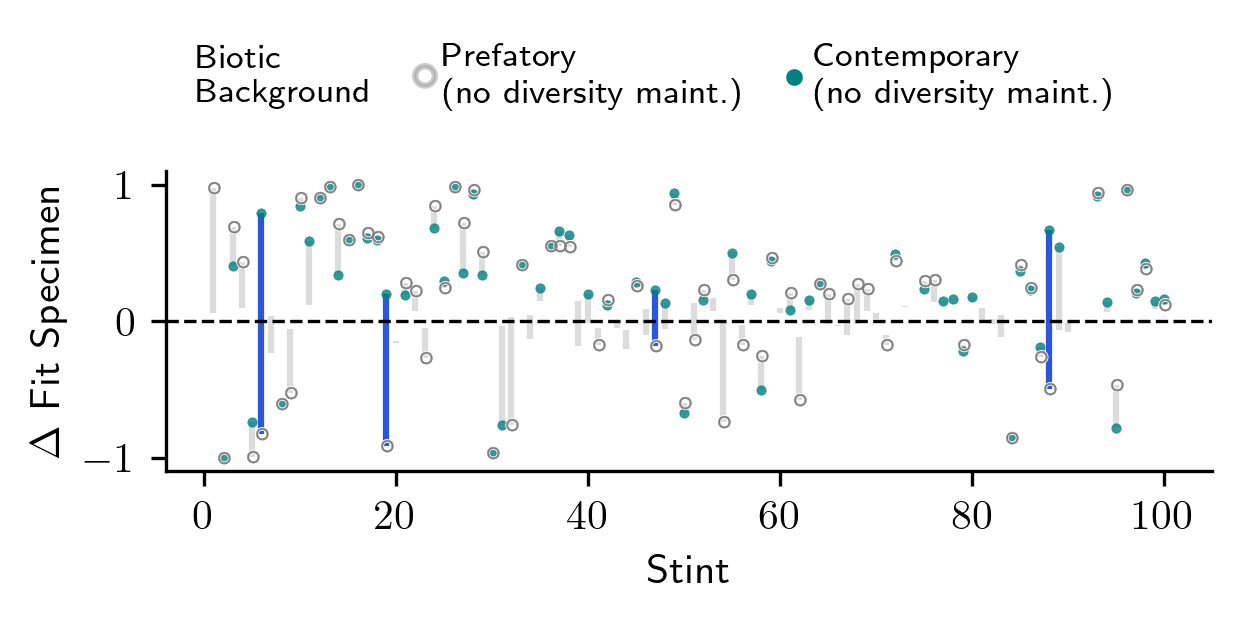 Biotic
Background
Prefatory
(no diversity maint.)
Contemporary
(no diversity maint.)
Δ Fit Specimen
1
0
−1
0 20 40 60 80 100
Stint